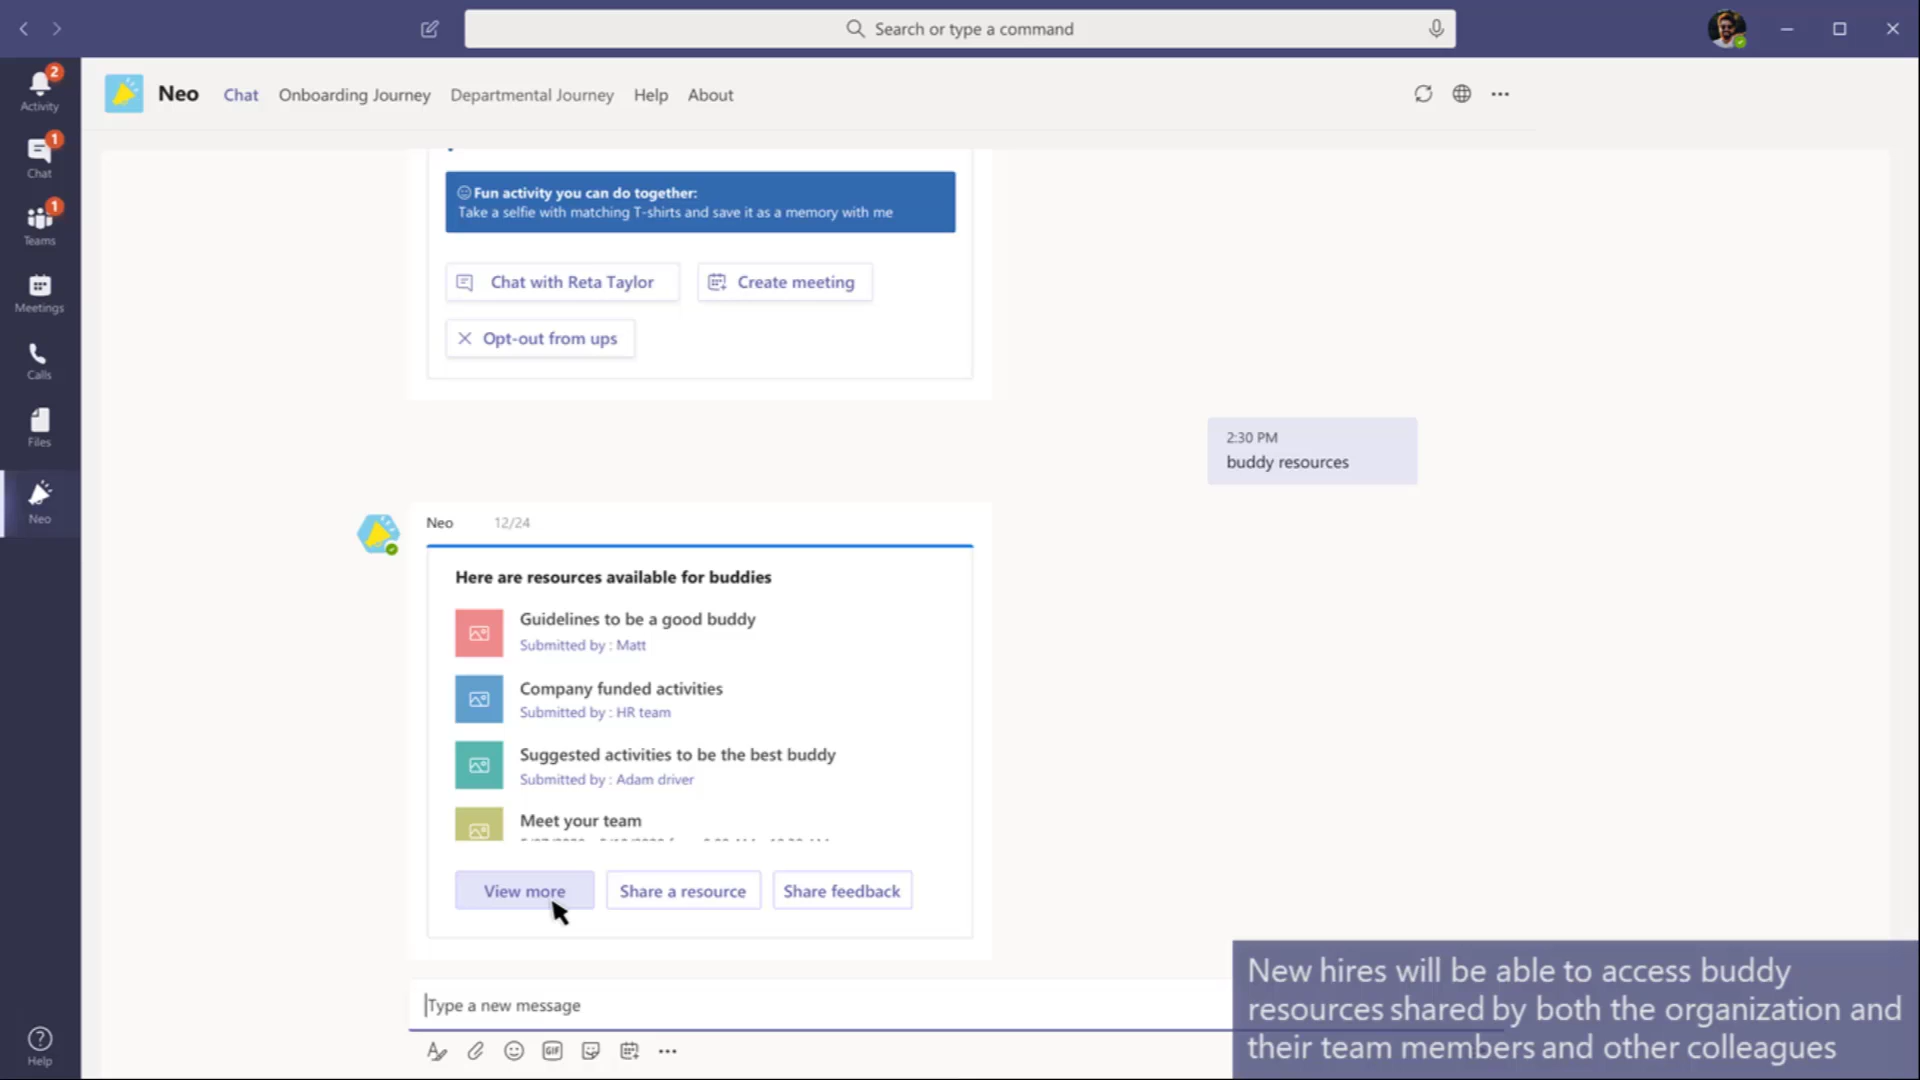 Search or type a command
2
Activity
1
Chat
1
Teams
Meetings
Calls
Files
Neo
Help
Neo Chat Onboarding Journey Departmental Journey Help About
Fun activity you can do together:
Take a selfie with matching T-shirts and save it as a memory with me
Chat with Reta Taylor
Create meeting
Opt-out from ups
2:30 PM
buddy resources
Neo 12/24
Here are resources available for buddies
Guidelines to be a good buddy
Submitted by : Matt
Company funded activities
Submitted by : HR team
Suggested activities to be the best buddy
Submitted by : Adam driver
Meet your team
View more
Share a resource
Share feedback
Type a new message
GIF
New hires will be able to access buddy
resources shared by both the organization and
their team members and other colleagues